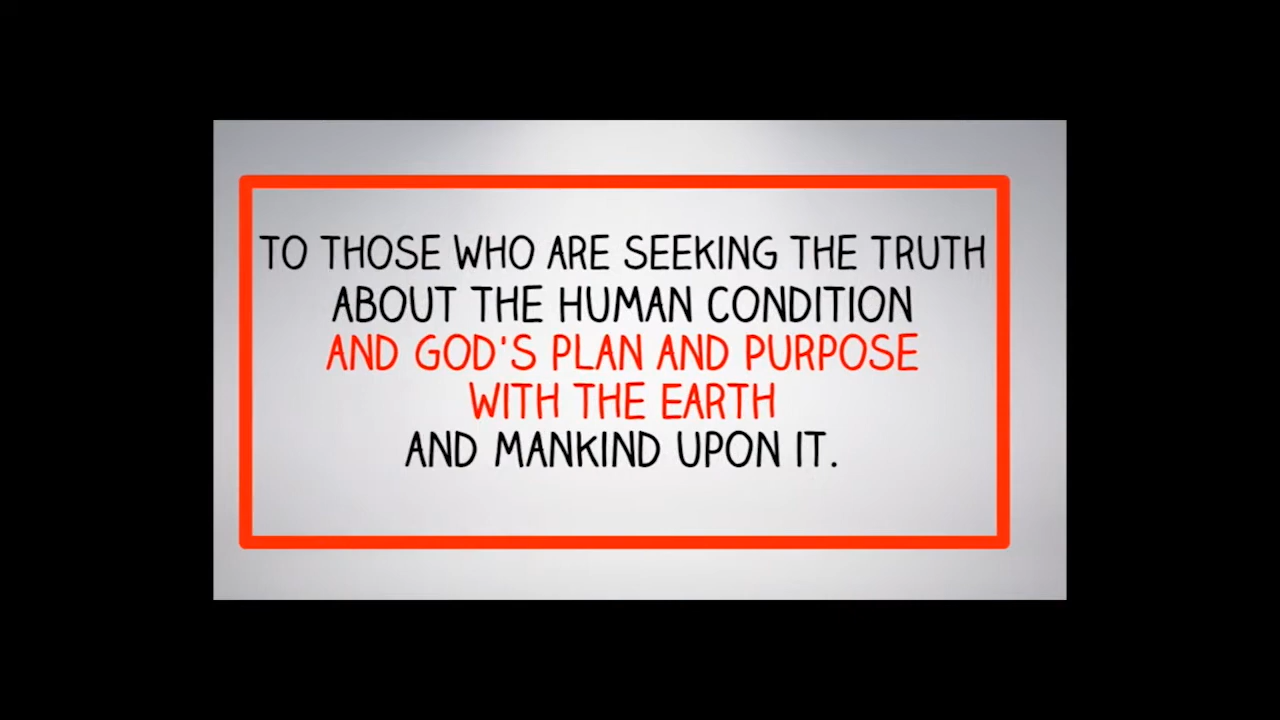 TO THOSE WHO ARE SEEKING THE TRUTH
ABOUT THE HUMAN CONDITION
AND GOD'S PLAN AND PURPOSE
WITH THE EARTH
AND MANKIND UPON IT.